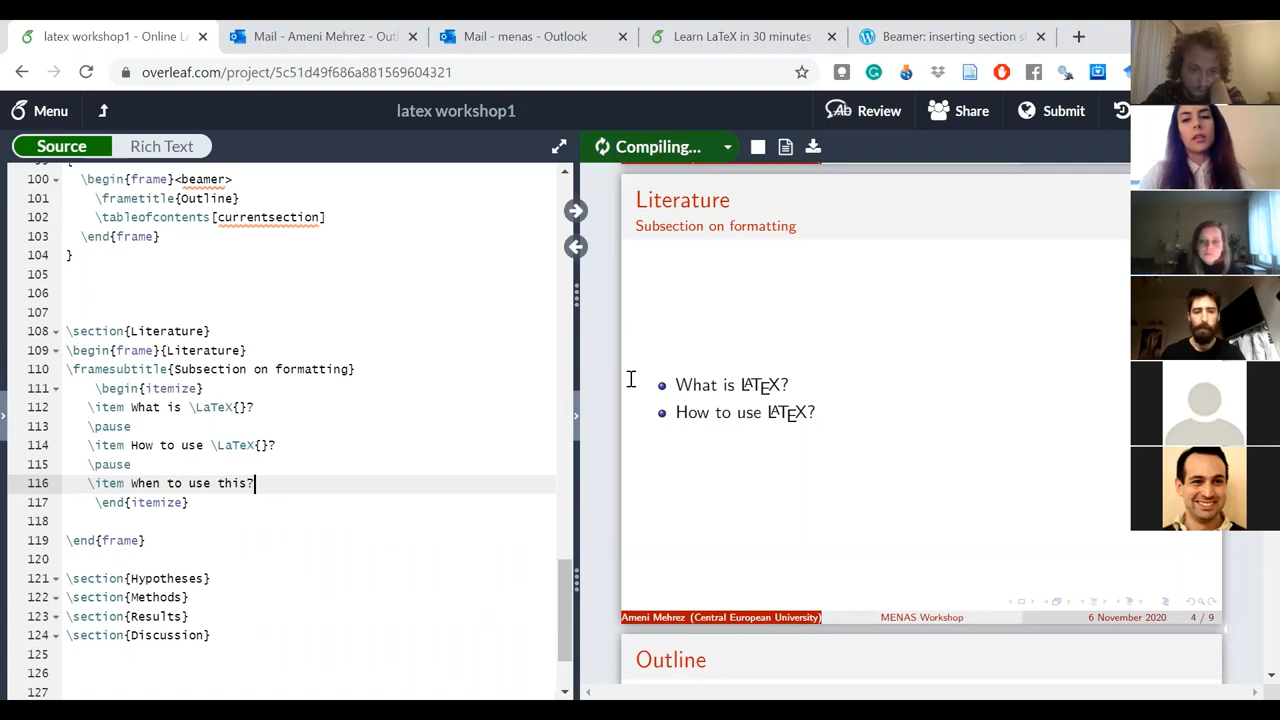 latex workshop1 - Online L
Mail - Ameni Mehrez - Out
Mail - menas - Outlook
Learn LaTeX in 30 minutes
Beamer: inserting section s
overleaf.com/project/5c51d49f686a8815f9604321
Menu
latex workshop1
Review
Share
Submit
Source
Rich Text
Compiling...
100 \begin{frame}<beamer>
101 \frametitle{Outline}
102 \tableofcontents[currentsection]
103 \end{frame}
104 }
105
106
107
108 \section{Literature}
109 \begin{frame}{Literature}
110 \framesubtitle{Subsection on formatting}
111 \begin{itemize}
112 \item What is \LaTeX{}?
113 \pause
114 \item How to use \LaTeX{}?
115 \pause
116 \item When to use this?
117 \end{itemize}
118
119 \end{frame}
120
121 \section{Hypotheses}
122 \section{Methods}
123 \section{Results}
124 \section{Discussion}
125
126
127
Literature
Subsection on formatting
What is LATEX?
How to use LATEX?
Ameni Mehrez (Central European University)
MENAS Workshop
6 November 2020
4 / 9
Outline